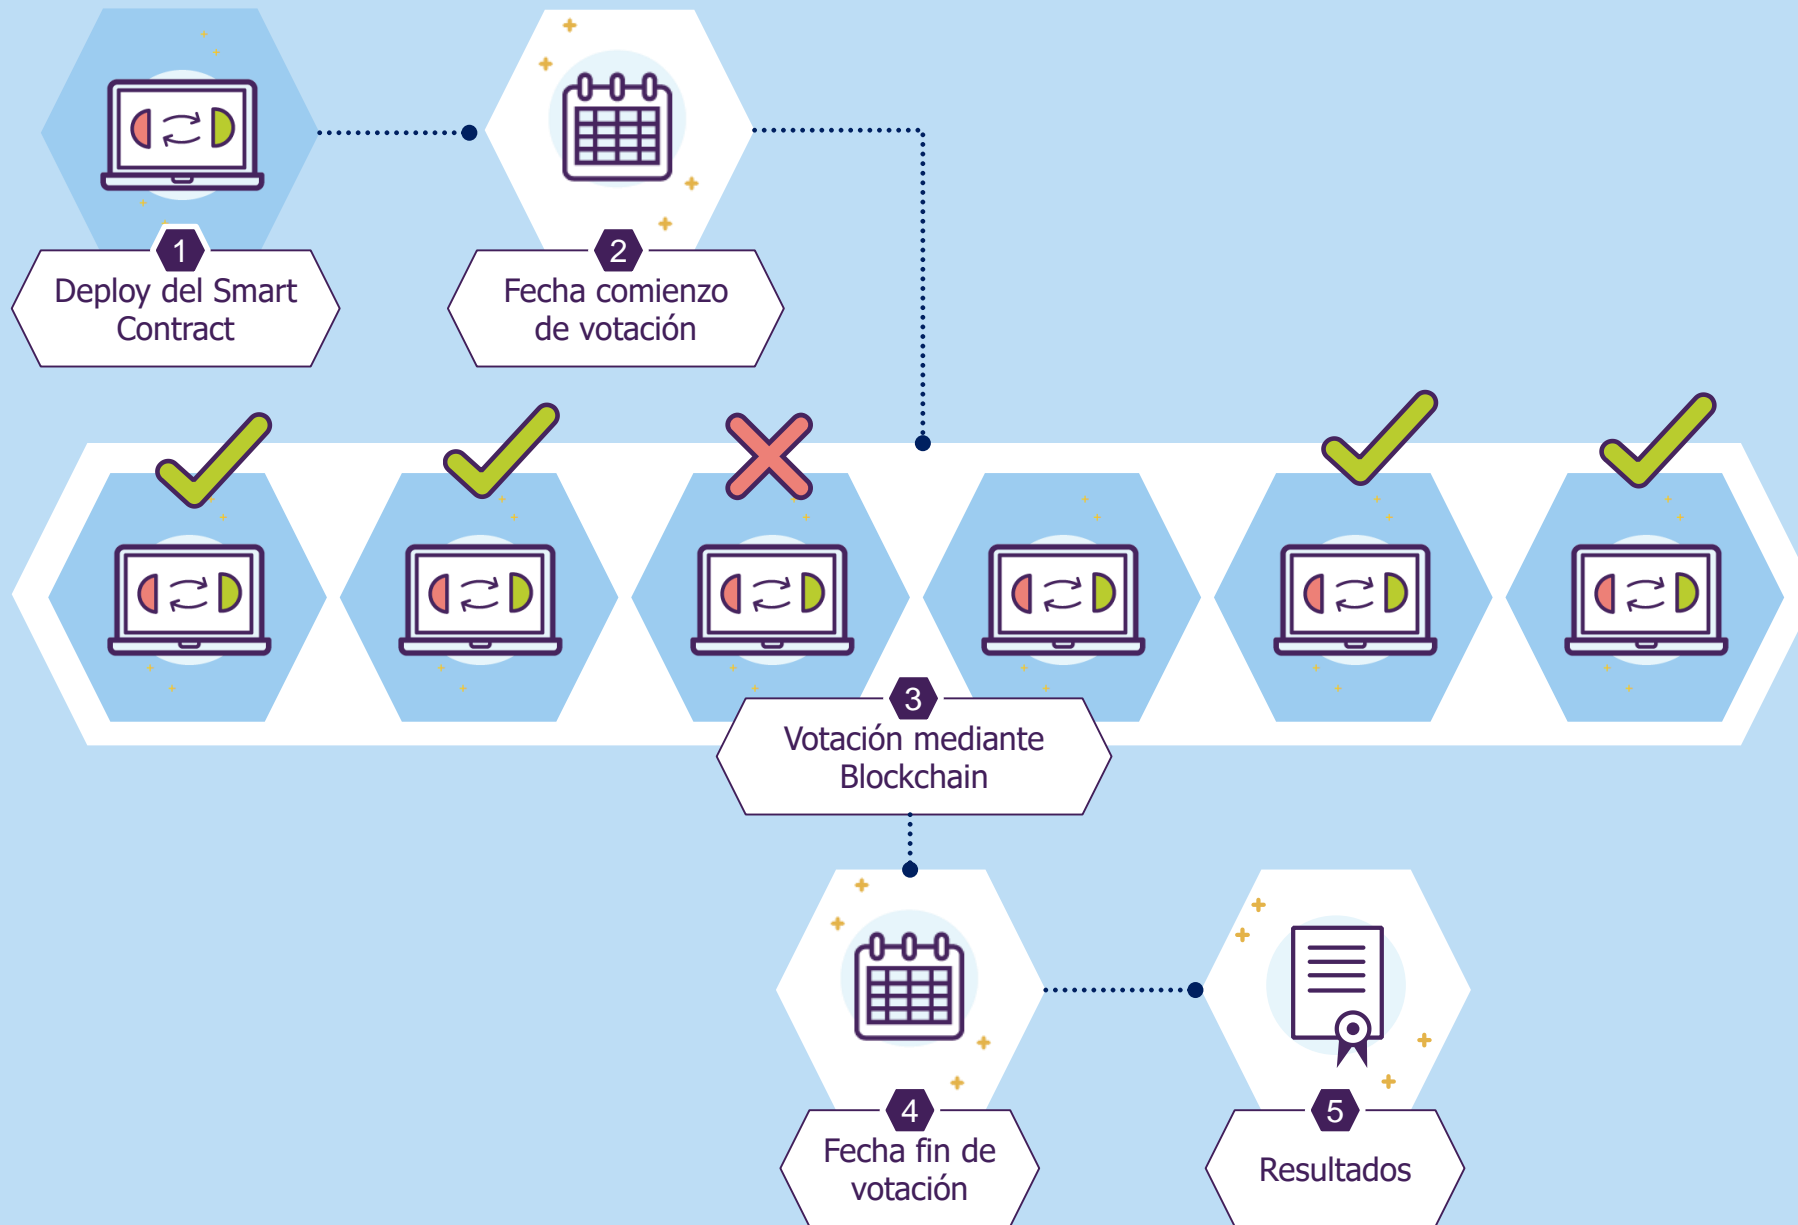 1
Deploy del Smart
Contract
2
Fecha comienzo
de votación
3
Votación mediante
Blockchain
4
Fecha fin de
votación
5
Resultados